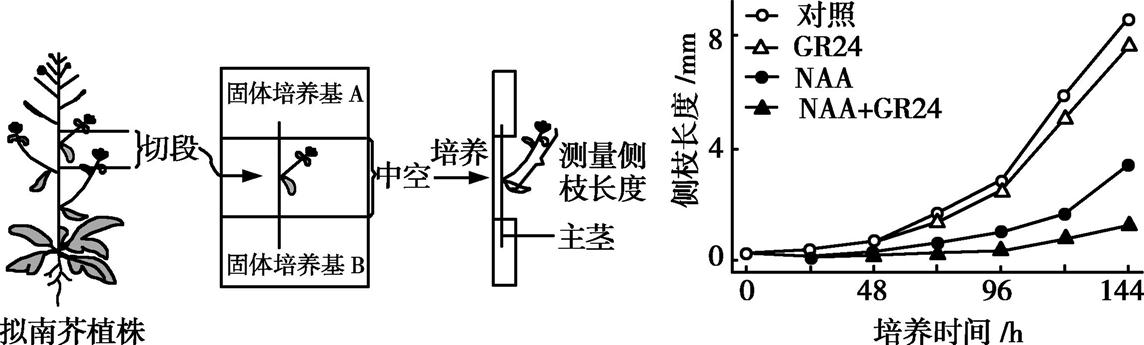 拟南芥植株
切段
固体培养基 A
固体培养基 B
中空
培养
测量侧
枝长度
主茎
对照
GR24
NAA
NAA+GR24
侧枝长度 /mm
8
4
0
0
48
96
144
培养时间 /h